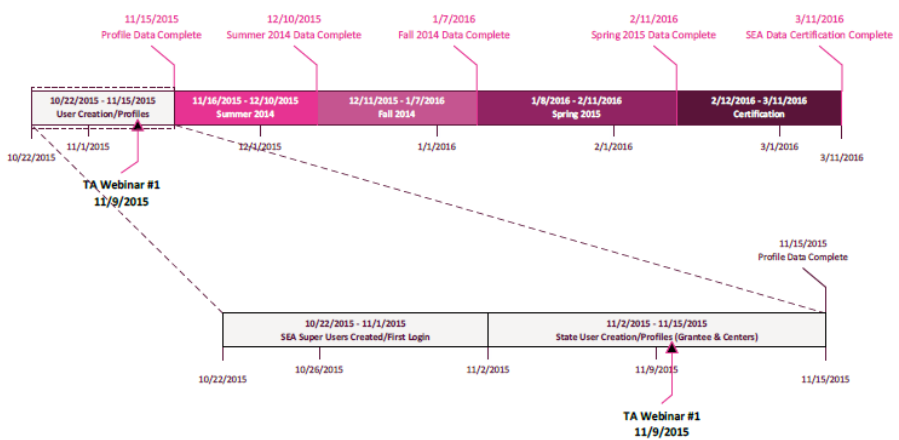 11/15/2015
Profile Data Complete
12/10/2015
Summer 2014 Data Complete
1/7/2016
Fall 2014 Data Complete
2/11/2016
Spring 2015 Data Complete
3/11/2016
SEA Data Certification Complete
10/22/2015 - 11/15/2015
User Creation/Profiles
11/16/2015 - 12/10/2015
Summer 2014
12/11/2015 - 1/7/2016
Fall 2014
1/8/2016 - 2/11/2016
Spring 2015
2/12/2016 - 3/11/2016
Certification
10/22/2015
11/1/2015
12/1/2015
1/1/2016
2/1/2016
3/1/2016
3/11/2016
TA Webinar #1
11/9/2015
11/15/2015
Profile Data Complete
10/22/2015 - 11/1/2015
SEA Super Users Created/First Login
11/2/2015 - 11/15/2015
State User Creation/Profiles (Grantee & Centers)
10/22/2015
10/26/2015
11/2/2015
11/9/2015
11/15/2015
TA Webinar #1
11/9/2015